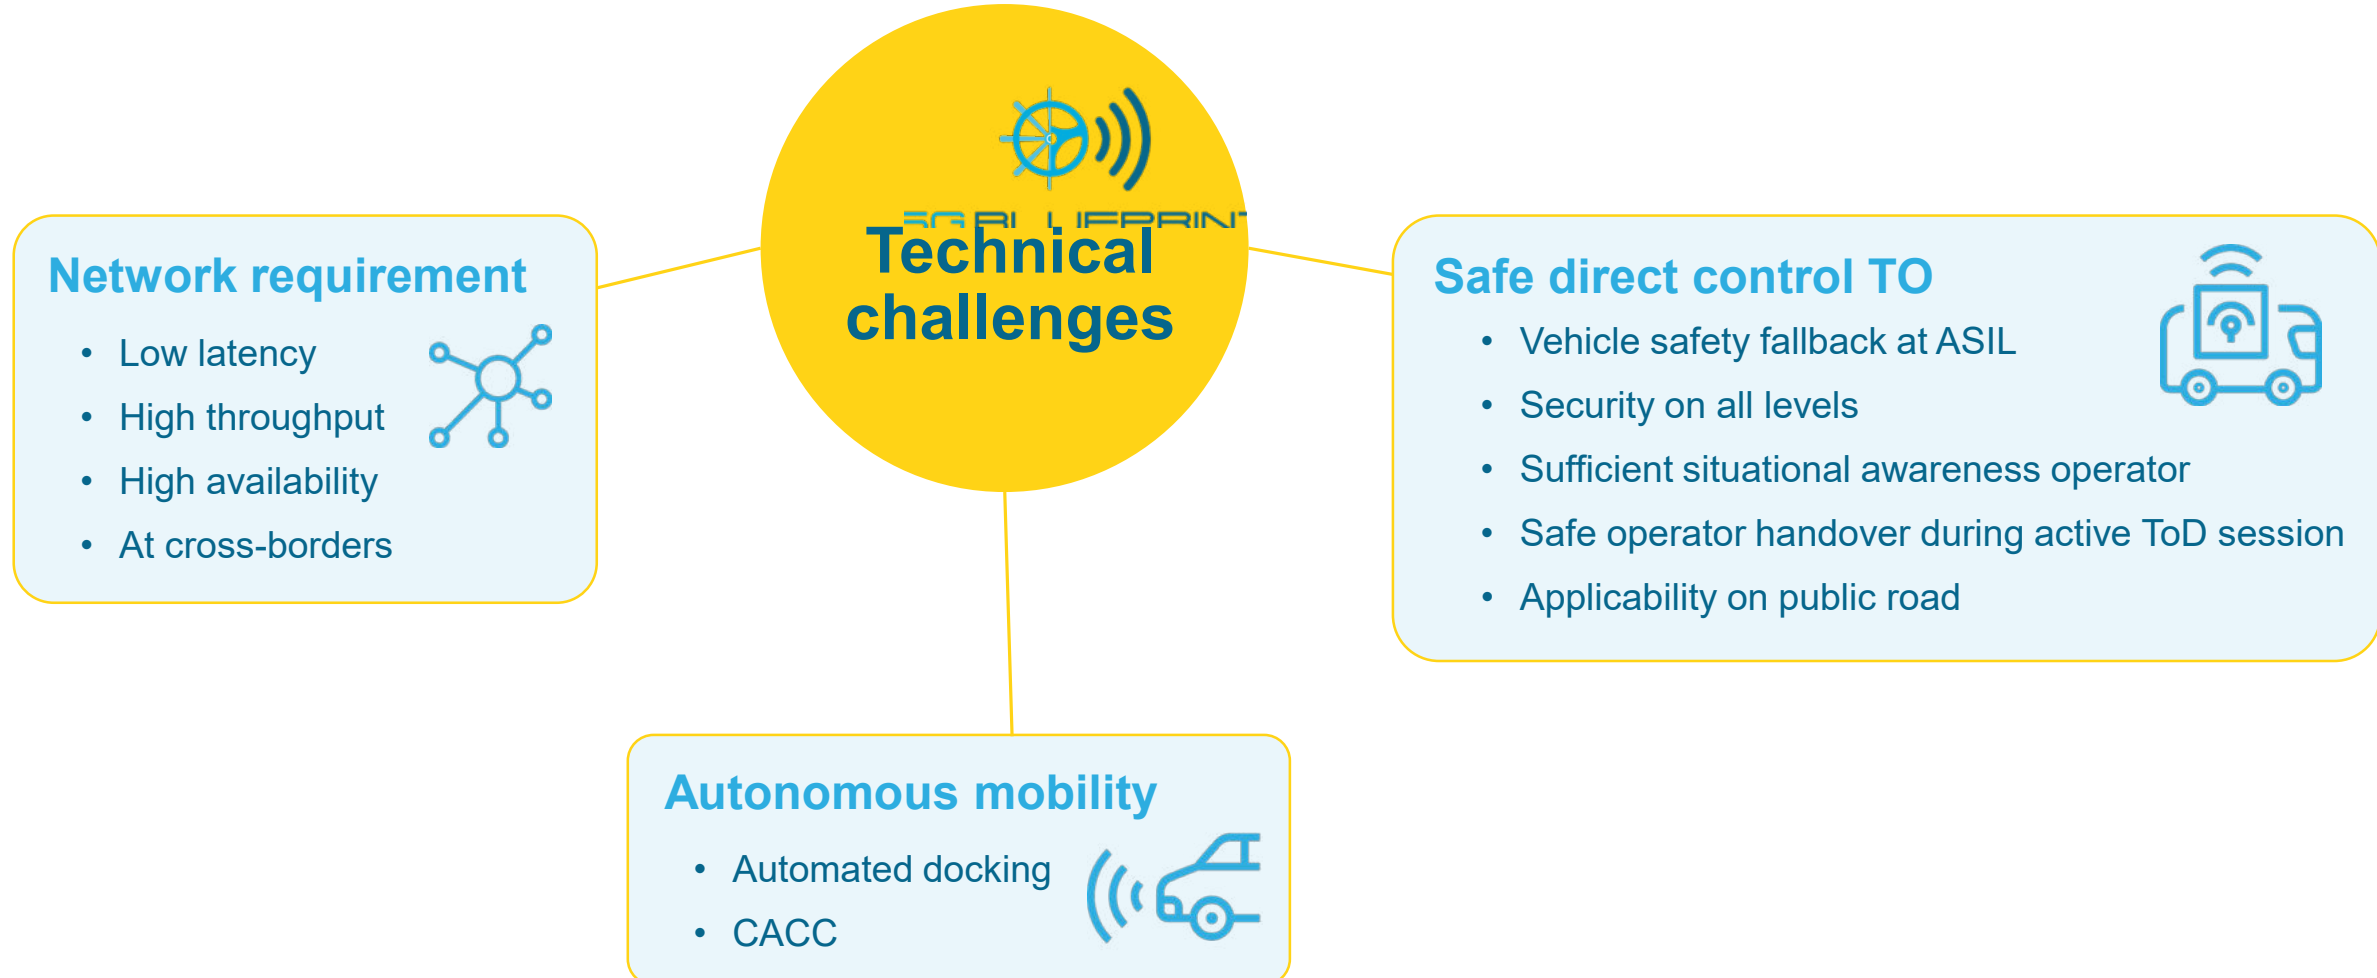 5G BLUEPRINT
Technical
challenges
Network requirement
• Low latency
• High throughput
• High availability
• At cross-borders
Safe direct control TO
• Vehicle safety fallback at ASIL
• Security on all levels
• Sufficient situational awareness operator
• Safe operator handover during active ToD session
• Applicability on public road
Autonomous mobility
• Automated docking
• CACC